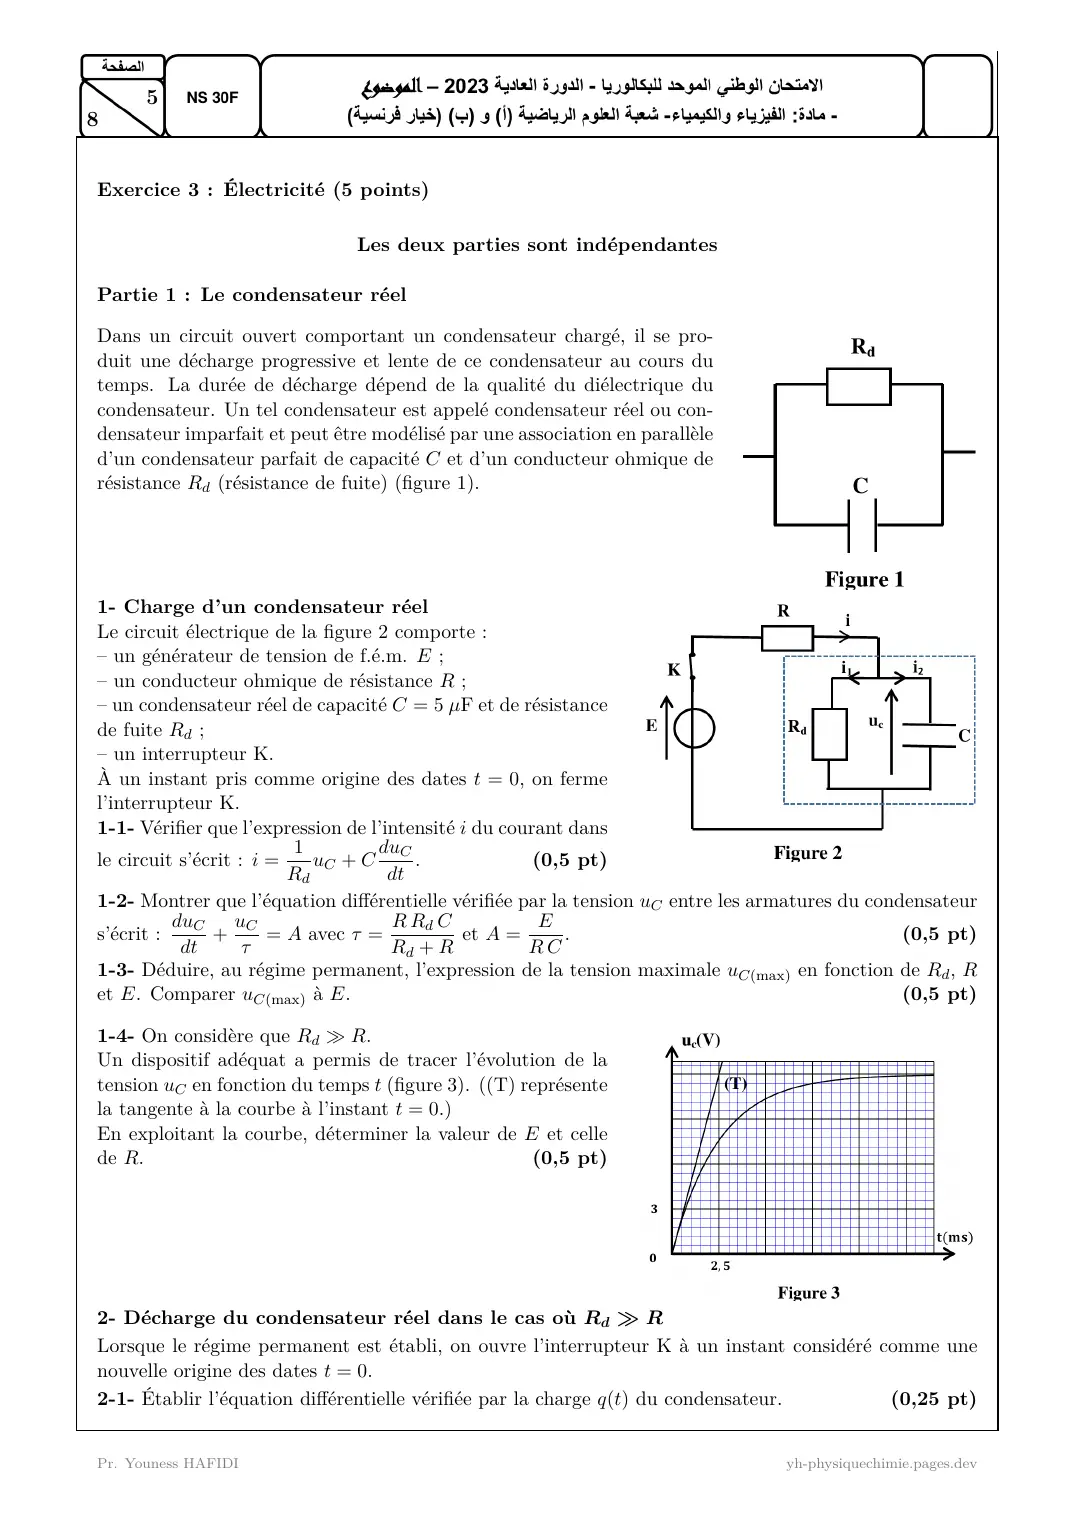 الصفحة
5
8
NS 30F
الامتحان الوطني الموحد للبكالوريا - الدورة العادية 2023 – الموضوع
- مادة: الفيزياء والكيمياء- شعبة العلوم الرياضية (أ) و (ب) (خيار فرنسية)
Exercice 3 : Électricité (5 points)
Les deux parties sont indépendantes
Partie 1 : Le condensateur réel
Dans un circuit ouvert comportant un condensateur chargé, il se pro-
duit une décharge progressive et lente de ce condensateur au cours du
temps. La durée de décharge dépend de la qualité du diélectrique du
condensateur. Un tel condensateur est appelé condensateur réel ou con-
densateur imparfait et peut être modélisé par une association en parallèle
d'un condensateur parfait de capacité C et d'un conducteur ohmique de
résistance R_d (résistance de fuite) (figure 1).
R_d
C
Figure 1
1- Charge d'un condensateur réel
Le circuit électrique de la figure 2 comporte :
– un générateur de tension de f.é.m. E ;
– un conducteur ohmique de résistance R ;
– un condensateur réel de capacité C = 5 μF et de résistance
de fuite R_d ;
– un interrupteur K.
À un instant pris comme origine des dates t = 0, on ferme
l'interrupteur K.
1-1- Vérifier que l'expression de l'intensité i du courant dans
le circuit s'écrit : i = \frac{1}{R_d} u_C + C \frac{du_C}{dt}. (0,5 pt)
R
i
K
i₁
i₂
E
R_d
u_c
C
Figure 2
1-2- Montrer que l'équation différentielle vérifiée par la tension u_C entre les armatures du condensateur
s'écrit : \frac{du_C}{dt} + \frac{u_C}{τ} = A avec τ = \frac{R R_d C}{R_d + R} et A = \frac{E}{R C}. (0,5 pt)
1-3- Déduire, au régime permanent, l'expression de la tension maximale u_{C(max)} en fonction de R_d, R
et E. Comparer u_{C(max)} à E. (0,5 pt)
1-4- On considère que R_d ≫ R.
Un dispositif adéquat a permis de tracer l'évolution de la
tension u_C en fonction du temps t (figure 3). ((T) représente
la tangente à la courbe à l'instant t = 0.)
En exploitant la courbe, déterminer la valeur de E et celle
de R. (0,5 pt)
u_c(V)
(T)
3
0
2,5
t(ms)
Figure 3
2- Décharge du condensateur réel dans le cas où R_d ≫ R
Lorsque le régime permanent est établi, on ouvre l'interrupteur K à un instant considéré comme une
nouvelle origine des dates t = 0.
2-1- Établir l'équation différentielle vérifiée par la charge q(t) du condensateur. (0,25 pt)
Pr. Youness HAFIDI
yh-physiquechimie.pages.dev